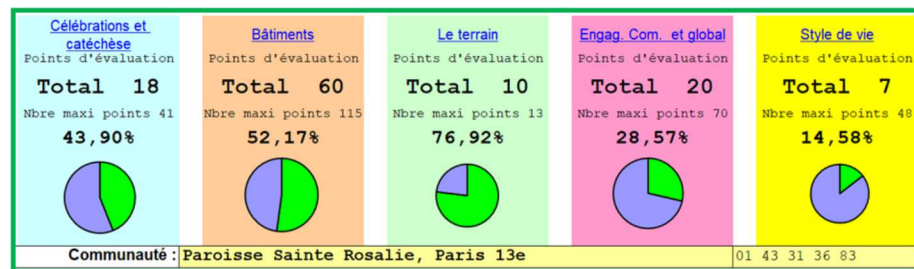 Célébrations et
catéchèse
Points d'évaluation
Total 18
Nbre maxi points 41
43,90%
Bâtiments
Points d'évaluation
Total 60
Nbre maxi points 115
52,17%
Le terrain
Points d'évaluation
Total 10
Nbre maxi points 13
76,92%
Engag. Com. et global
Points d'évaluation
Total 20
Nbre maxi points 70
28,57%
Style de vie
Points d'évaluation
Total 7
Nbre maxi points 48
14,58%
Communauté : Paroisse Sainte Rosalie, Paris 13e 01 43 31 36 83